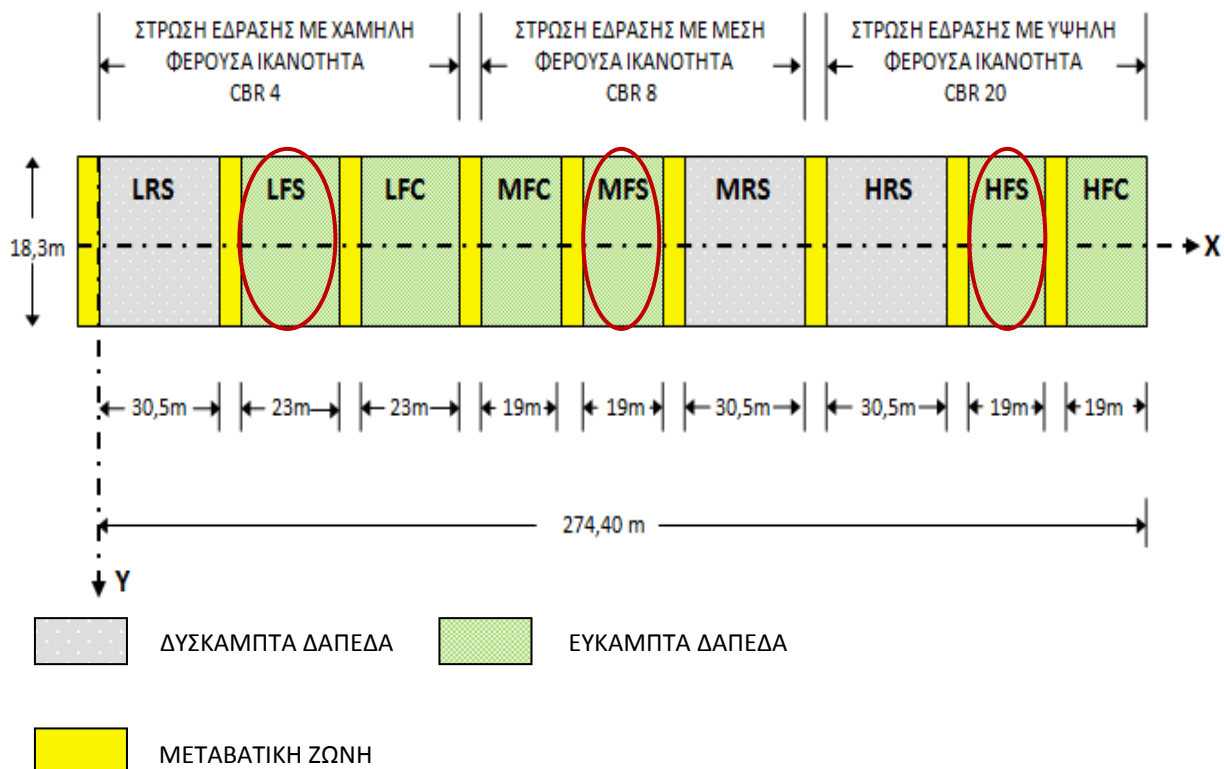 ΣΤΡΩΣΗ ΕΔΡΑΣΗΣ ΜΕ ΧΑΜΗΛΗ
ΦΕΡΟΥΣΑ ΙΚΑΝΟΤΗΤΑ
CBR 4
ΣΤΡΩΣΗ ΕΔΡΑΣΗΣ ΜΕ ΜΕΣΗ
ΦΕΡΟΥΣΑ ΙΚΑΝΟΤΗΤΑ
CBR 8
ΣΤΡΩΣΗ ΕΔΡΑΣΗΣ ΜΕ ΥΨΗΛΗ
ΦΕΡΟΥΣΑ ΙΚΑΝΟΤΗΤΑ
CBR 20
LRS LFS LFC MFC MFS MRS HRS HFS HFC
18,3m
X
30,5m 23m 23m 19m 19m 30,5m 30,5m 19m 19m
274,40 m
Y
ΔΥΣΚΑΜΠΤΑ ΔΑΠΕΔΑ
ΕΥΚΑΜΠΤΑ ΔΑΠΕΔΑ
ΜΕΤΑΒΑΤΙΚΗ ΖΩΝΗ